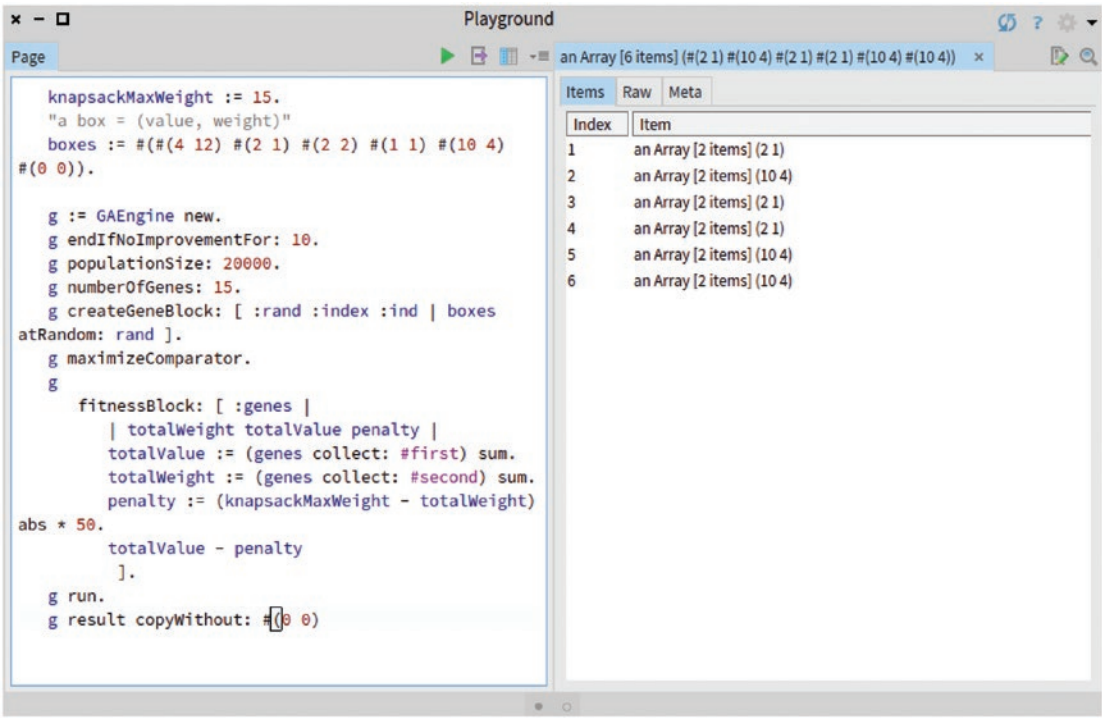 Playground
?
Page
an Array [6 items] (#(2 1) #(10 4) #(2 1) #(2 1) #(10 4) #(10 4))
knapsackMaxWeight := 15.
"a box = (value, weight)"
boxes := #(#(4 12) #(2 1) #(2 2) #(1 1) #(10 4)
#(0 0)).
g := GAEngine new.
g endIfNoImprovementFor: 10.
g populationSize: 20000.
g numberOfGenes: 15.
g createGeneBlock: [ :rand :index :ind | boxes
atRandom: rand ].
g maximizeComparator.
g
fitnessBlock: [ :genes |
| totalWeight totalValue penalty |
totalValue := (genes collect: #first) sum.
totalWeight := (genes collect: #second) sum.
penalty := (knapsackMaxWeight - totalWeight)
abs * 50.
totalValue - penalty
].
g run.
g result copyWithout: #(0 0)
Items Raw Meta
Index Item
1 an Array [2 items] (2 1)
2 an Array [2 items] (10 4)
3 an Array [2 items] (2 1)
4 an Array [2 items] (2 1)
5 an Array [2 items] (10 4)
6 an Array [2 items] (10 4)